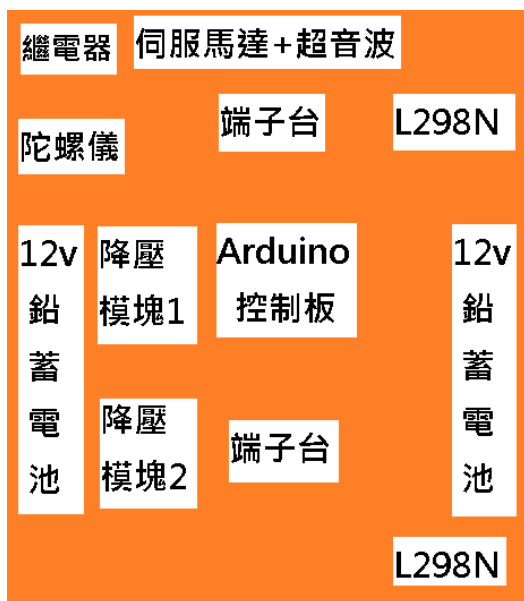 繼電器
伺服馬達+超音波
端子台
L298N
陀螺儀
12v
鉛
蓄
電
池
降壓
模塊1
Arduino
控制板
12v
鉛
蓄
電
池
降壓
模塊2
端子台
L298N